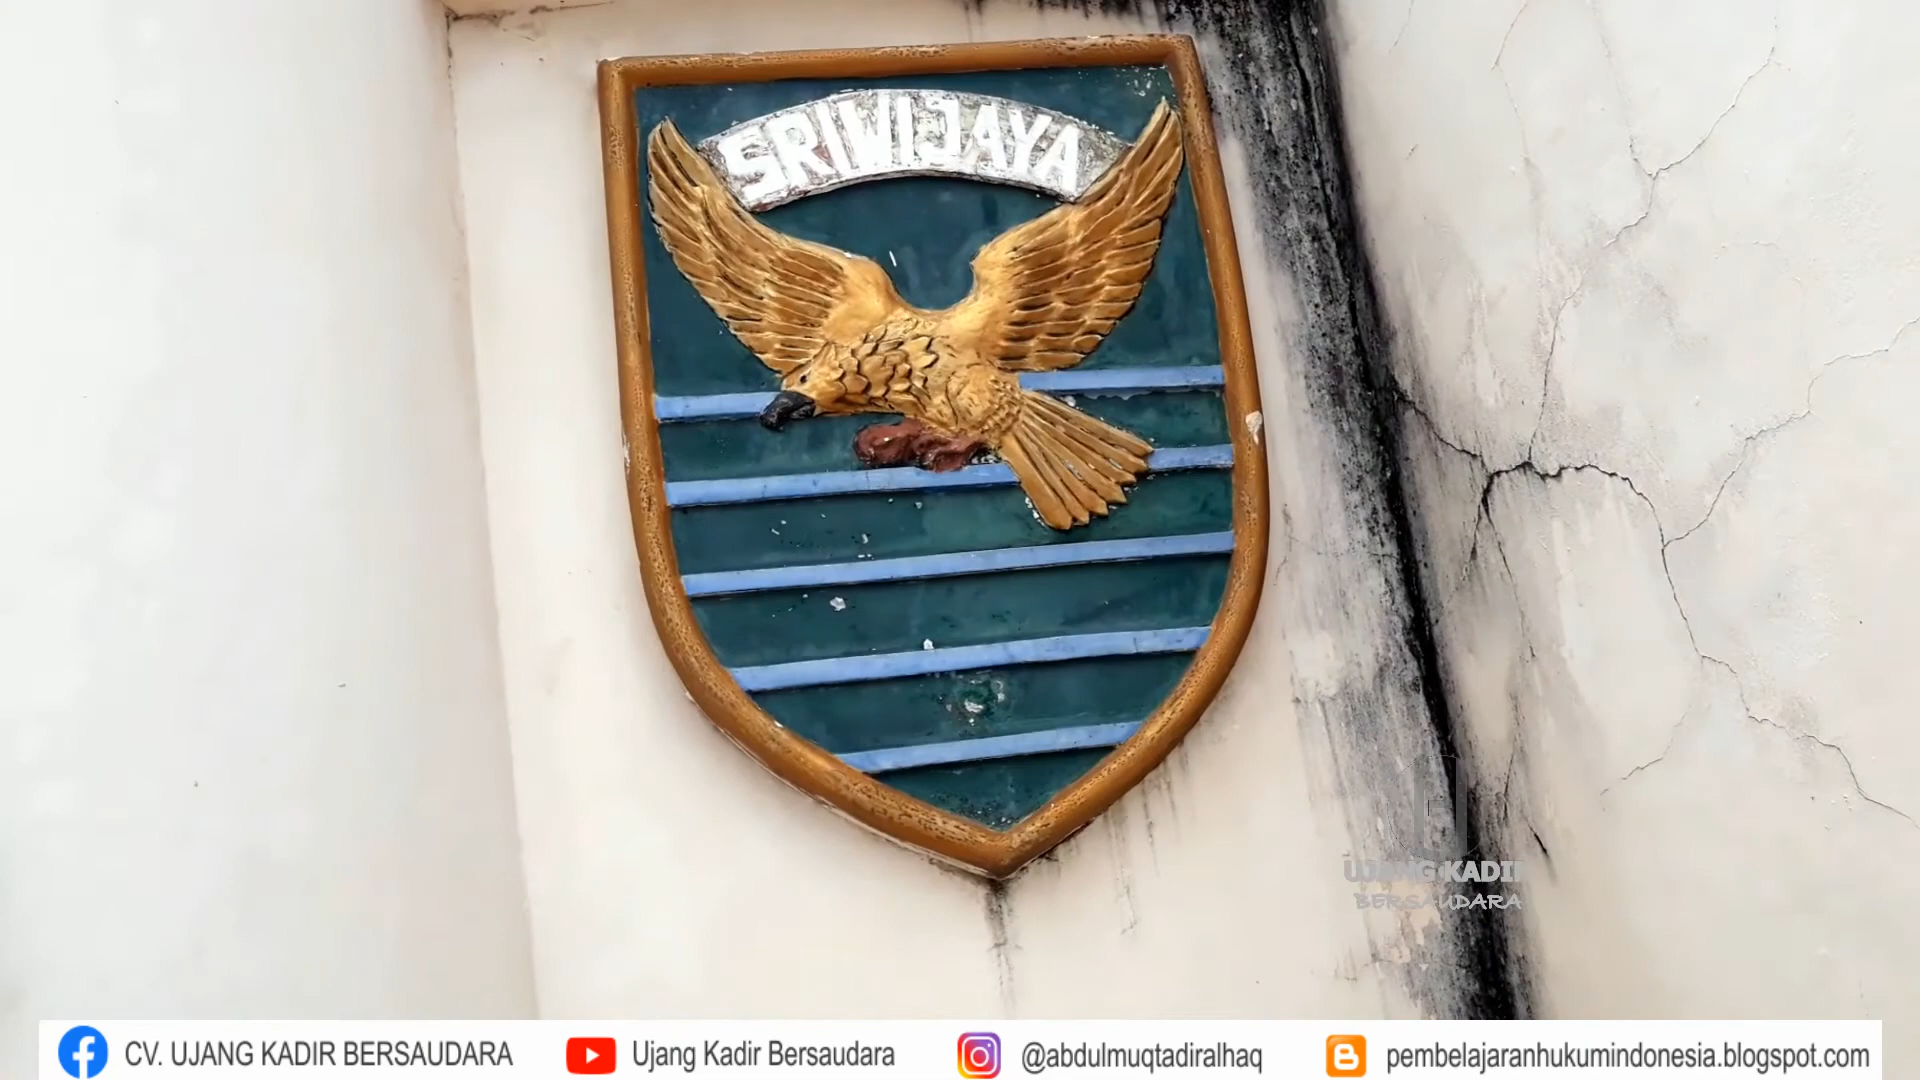 SRIWIJAYA
UJANG KADIR
BERSAUDARA
CV. UJANG KADIR BERSAUDARA
Ujang Kadir Bersaudara
@abdulmuqtadiralhaq
pembelajaranhukumindonesia.blogspot.com